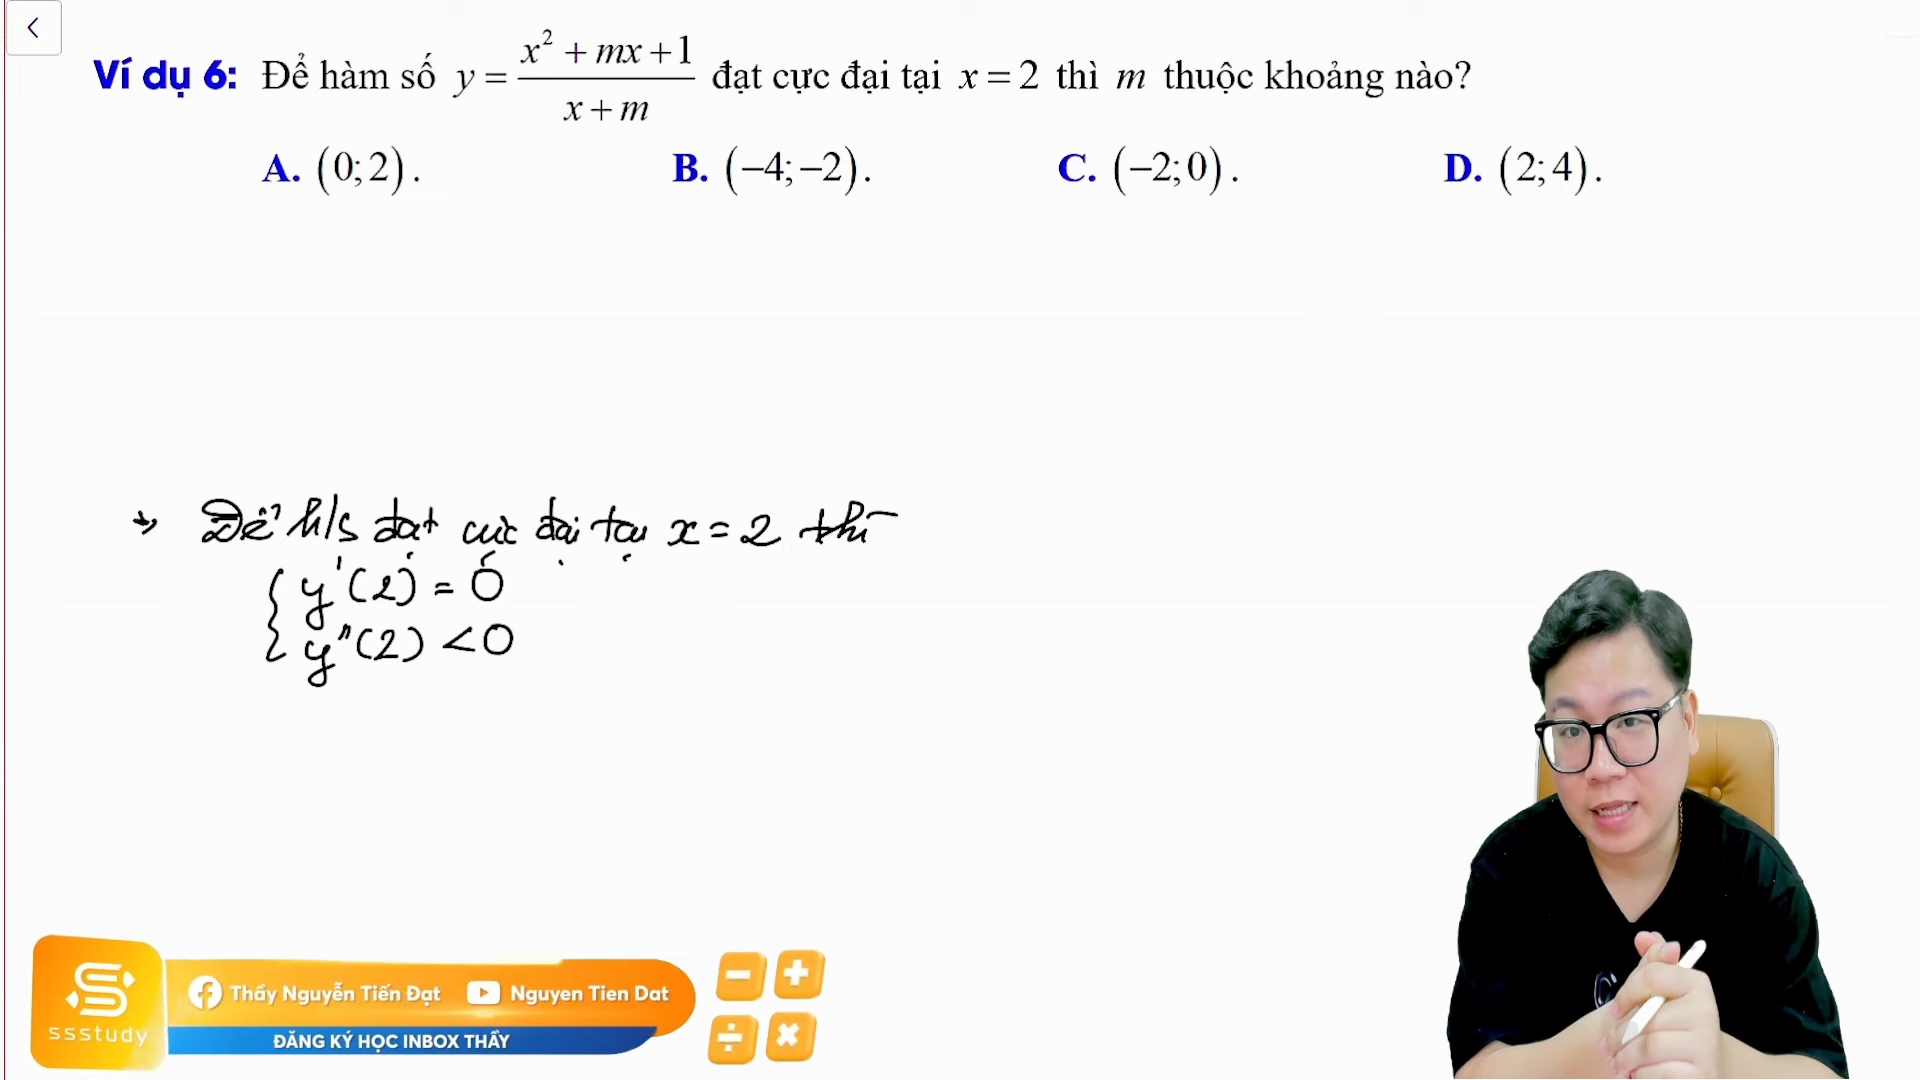 Ví dụ 6: Để hàm số y = \frac{x^2 + mx + 1}{x + m} đạt cực đại tại x = 2 thì m thuộc khoảng nào?
A. (0;2). B. (−4;−2). C. (−2;0). D. (2;4).
Để h/s đạt cực đại tại x = 2 thì
{ y'(2) = 0
y''(2) < 0
ssstudy
Thầy Nguyễn Tiến Đạt Nguyen Tien Dat
ĐĂNG KÝ HỌC INBOX THẦY